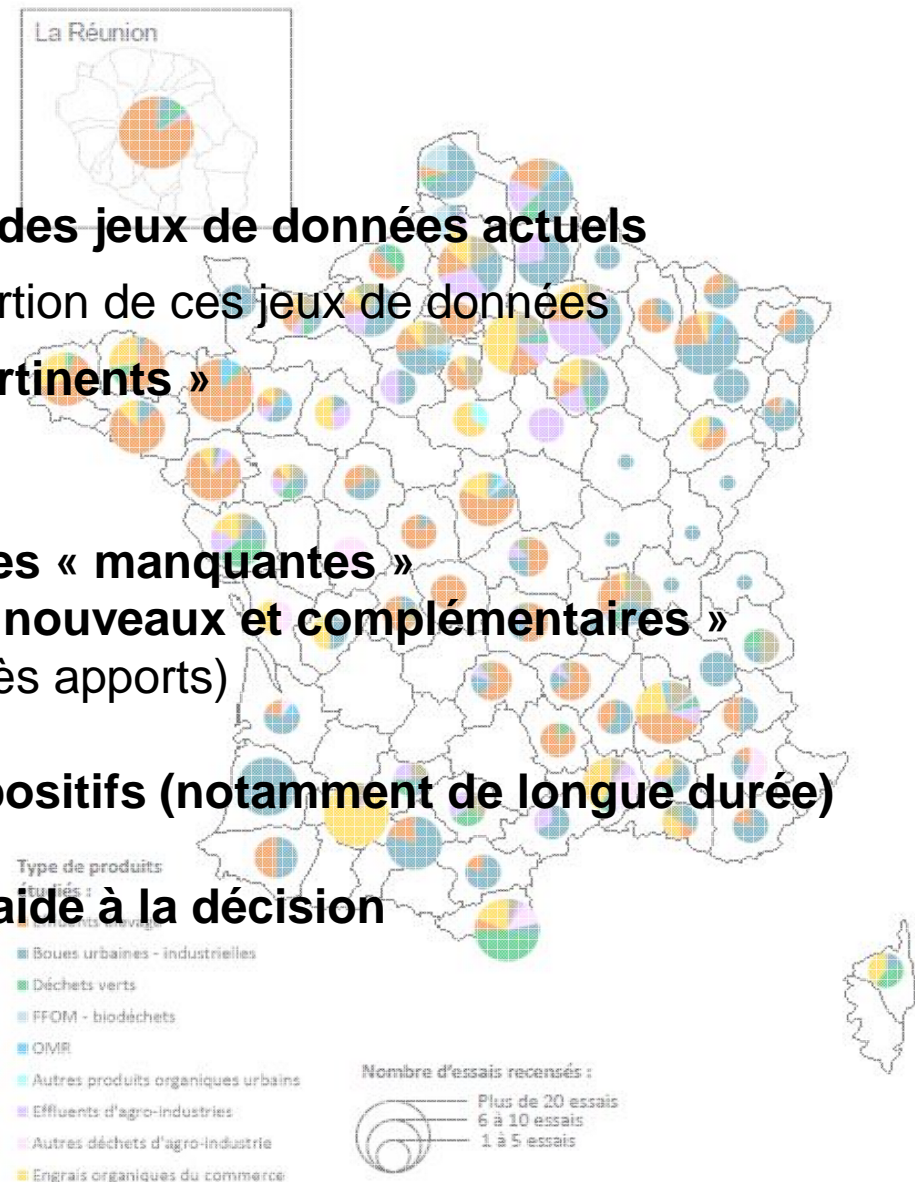 La Réunion
des jeux de données actuels
rtion de ces jeux de données
rtinents »
es « manquantes »
nouveaux et complémentaires »
ès apports)
positifs (notamment de longue durée)
aide à la décision
Type de produits
étudiés :
Effluents élevage
Boues urbaines - industrielles
Déchets verts
FFOM - biodéchets
OMR
Autres produits organiques urbains
Effluents d'agro-industries
Autres déchets d'agro-industrie
Engrais organiques du commerce
Nombre d'essais recensés :
Plus de 20 essais
6 à 10 essais
1 à 5 essais